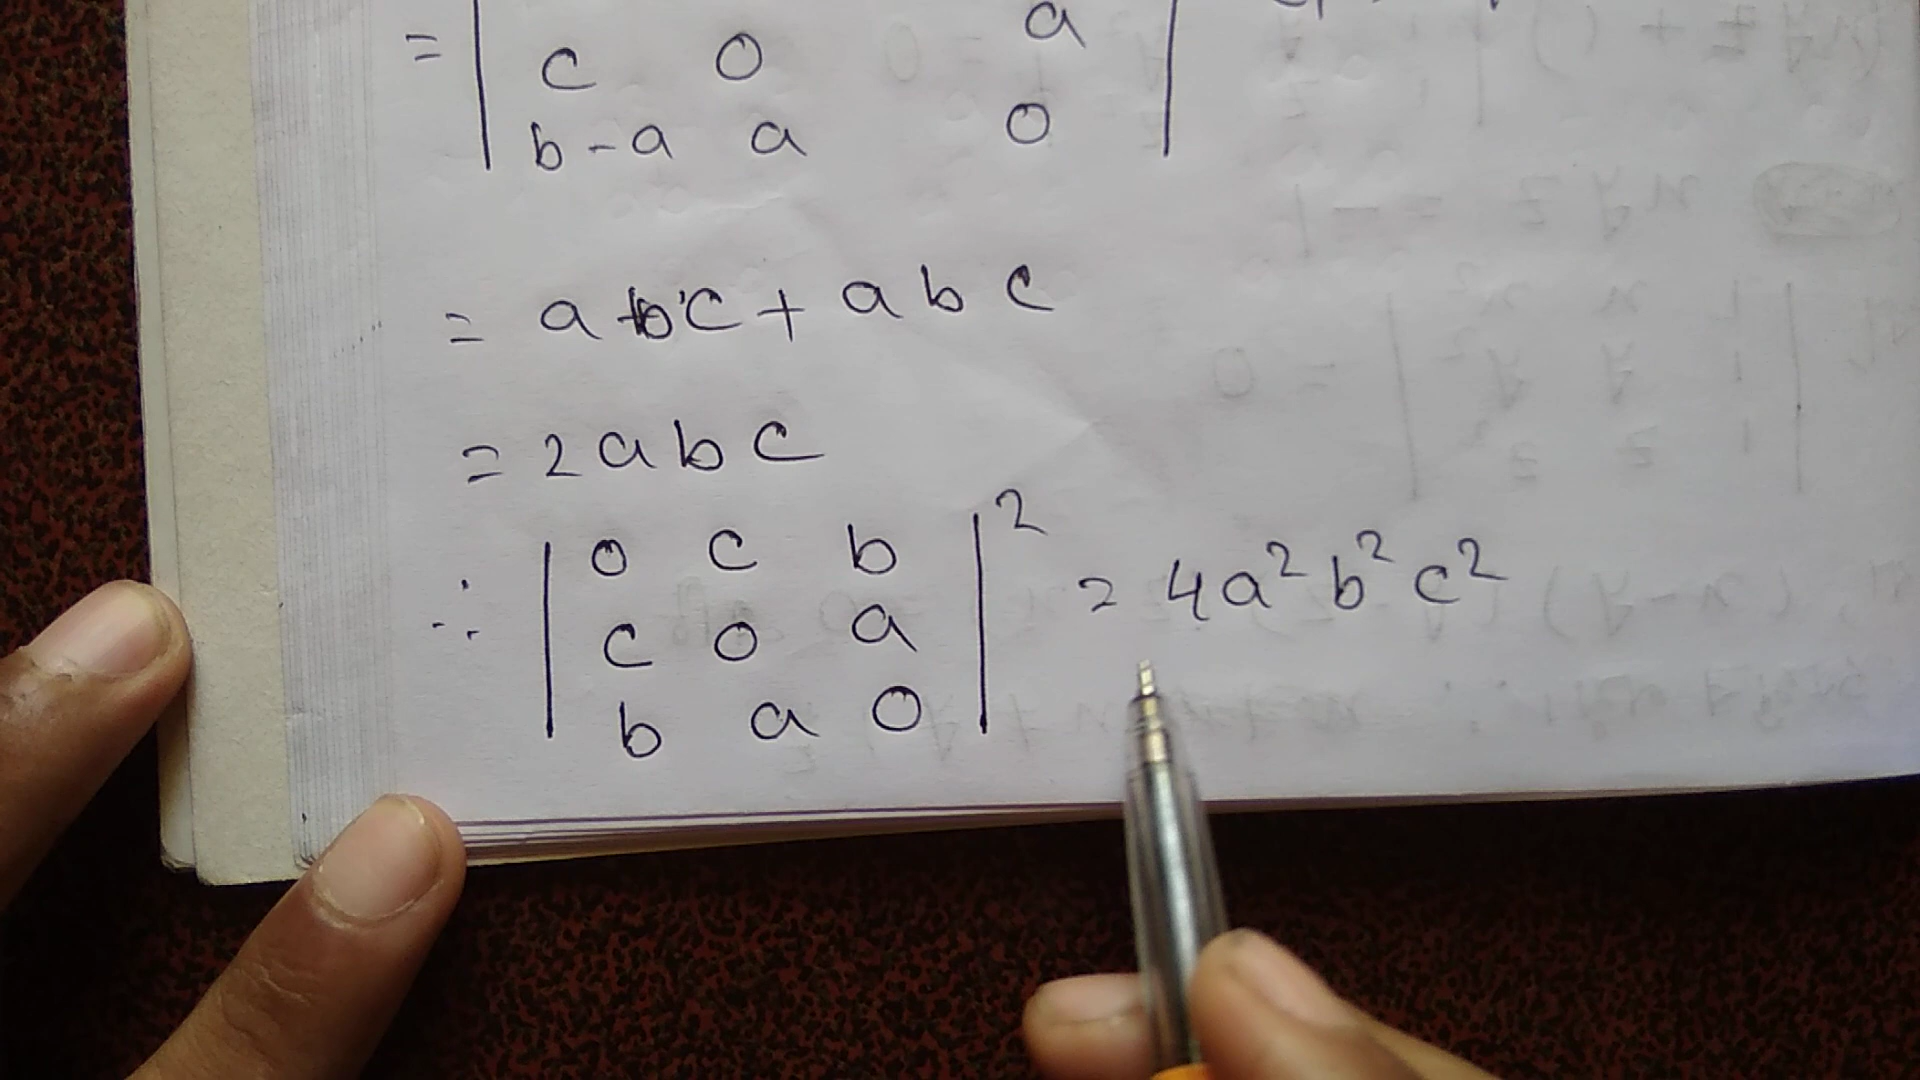 = | c 0 a |
| b - a a 0 |
= abc + abc
= 2abc
∴ | 0 c b |² = 4a²b²c²
| c 0 a |
| b a 0 |